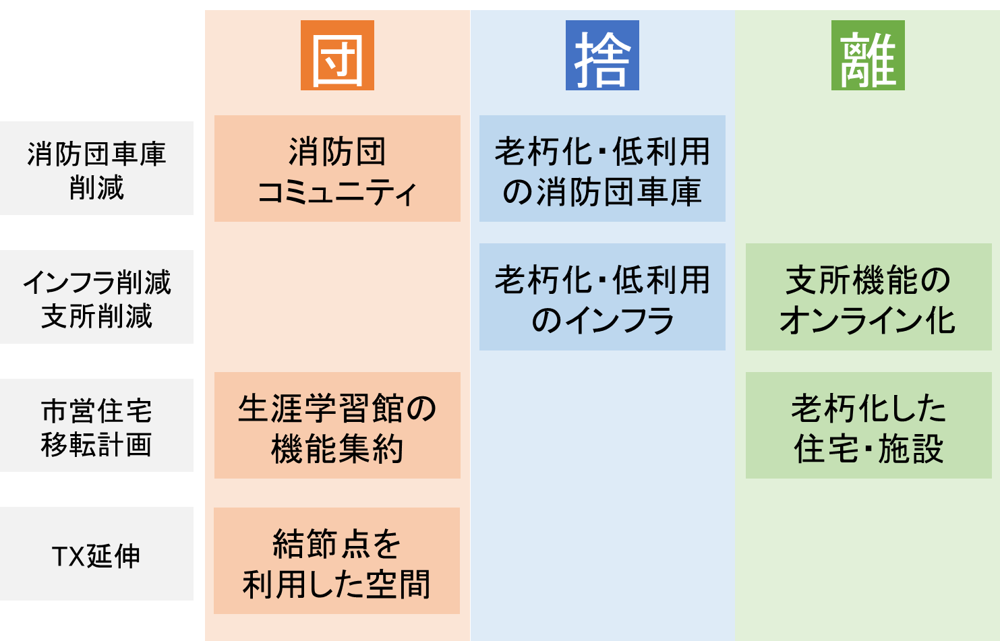 団
捨
離
消防団車庫
削減
消防団
コミュニティ
老朽化・低利用
の消防団車庫
インフラ削減
支所削減
老朽化・低利用
のインフラ
支所機能の
オンライン化
市営住宅
移転計画
生涯学習館の
機能集約
老朽化した
住宅・施設
TX延伸
結節点を
利用した空間